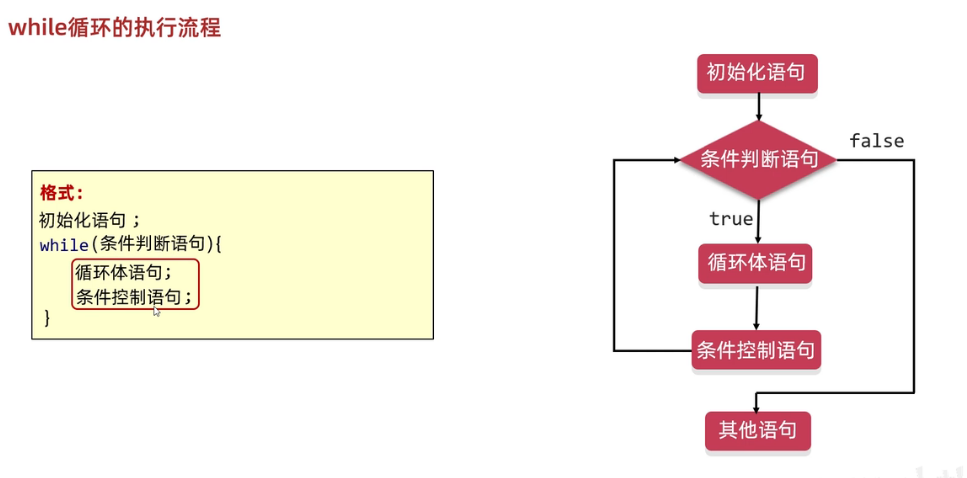 while循环的执行流程
格式：
初始化语句；
while(条件判断语句){
循环体语句；
条件控制语句；
}
初始化语句
条件判断语句
false
true
循环体语句
条件控制语句
其他语句